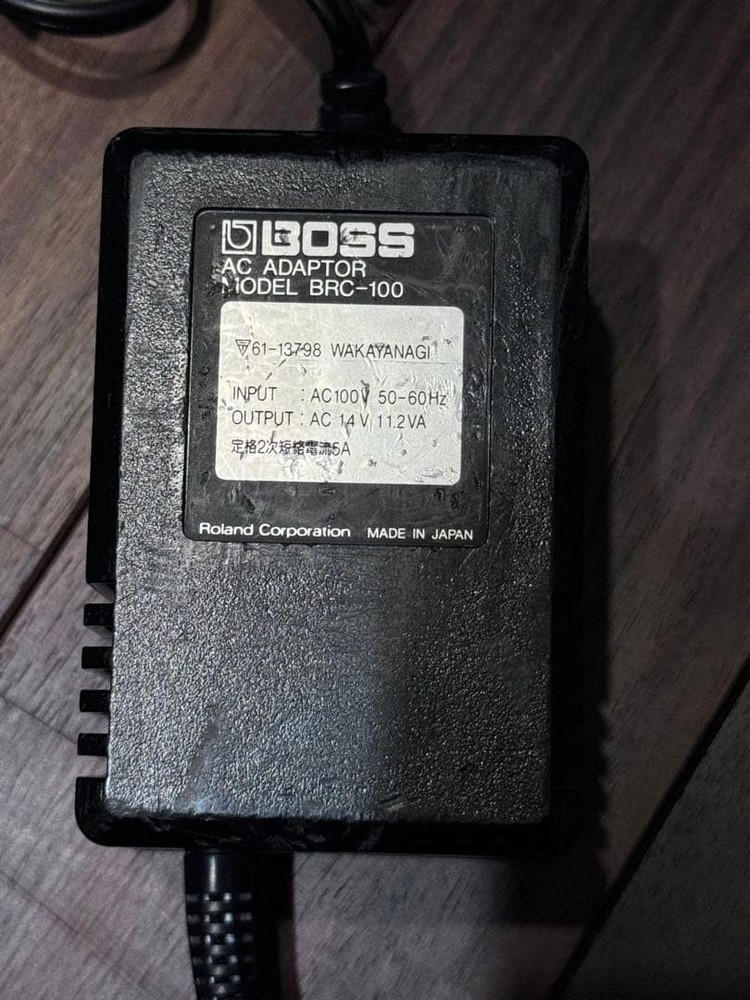 BOSS
AC ADAPTOR
MODEL BRC-100
61-13798 WAKAYANAGI
INPUT : AC100V 50-60Hz
OUTPUT : AC 14V 11.2VA
定格2次短絡電流5A
Roland Corporation MADE IN JAPAN